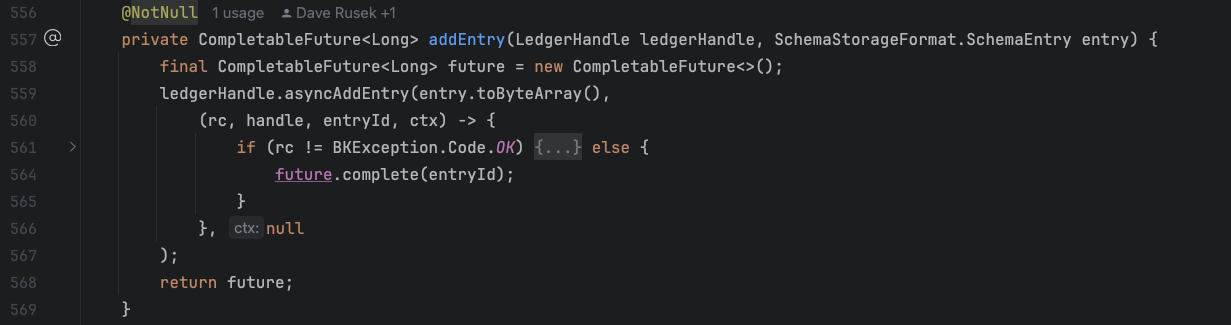 556 @NotNull 1 usage Dave Rusek +1
557 @ private CompletableFuture<Long> addEntry(LedgerHandle ledgerHandle, SchemaStorageFormat.SchemaEntry entry) {
558 final CompletableFuture<Long> future = new CompletableFuture<>();
559 ledgerHandle.asyncAddEntry(entry.toByteArray(),
560 (rc, handle, entryId, ctx) -> {
561 > if (rc != BKException.Code.OK) {...} else {
564 future.complete(entryId);
565 }
566 }, ctx: null
567 );
568 return future;
569 }